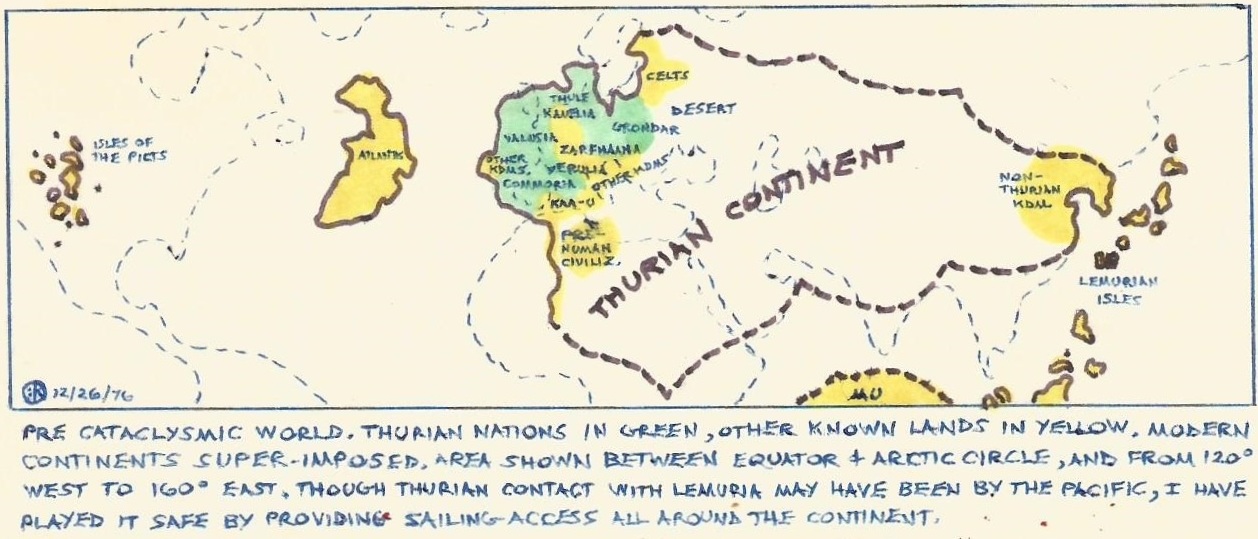 CELTS
DESERT
THULE
KAMELIA
GRONDAR
VALUSIA
ZARFHAANA
ISLES OF
THE PICTS
ATLANTIS
OTHER
KDMS.
VERULIA
OTHER KDMS
COMMORIA
KAA-U
PRE-
HUMAN
CIVILIZ.
THURIAN CONTINENT
NON-
THURIAN
KDM.
LEMURIAN
ISLES
MU
12/26/76
PRE CATACLYSMIC WORLD. THURIAN NATIONS IN GREEN, OTHER KNOWN LANDS IN YELLOW. MODERN
CONTINENTS SUPER-IMPOSED. AREA SHOWN BETWEEN EQUATOR & ARCTIC CIRCLE, AND FROM 120°
WEST TO 160° EAST. THOUGH THURIAN CONTACT WITH LEMURIA MAY HAVE BEEN BY THE PACIFIC, I HAVE
PLAYED IT SAFE BY PROVIDING SAILING-ACCESS ALL AROUND THE CONTINENT.